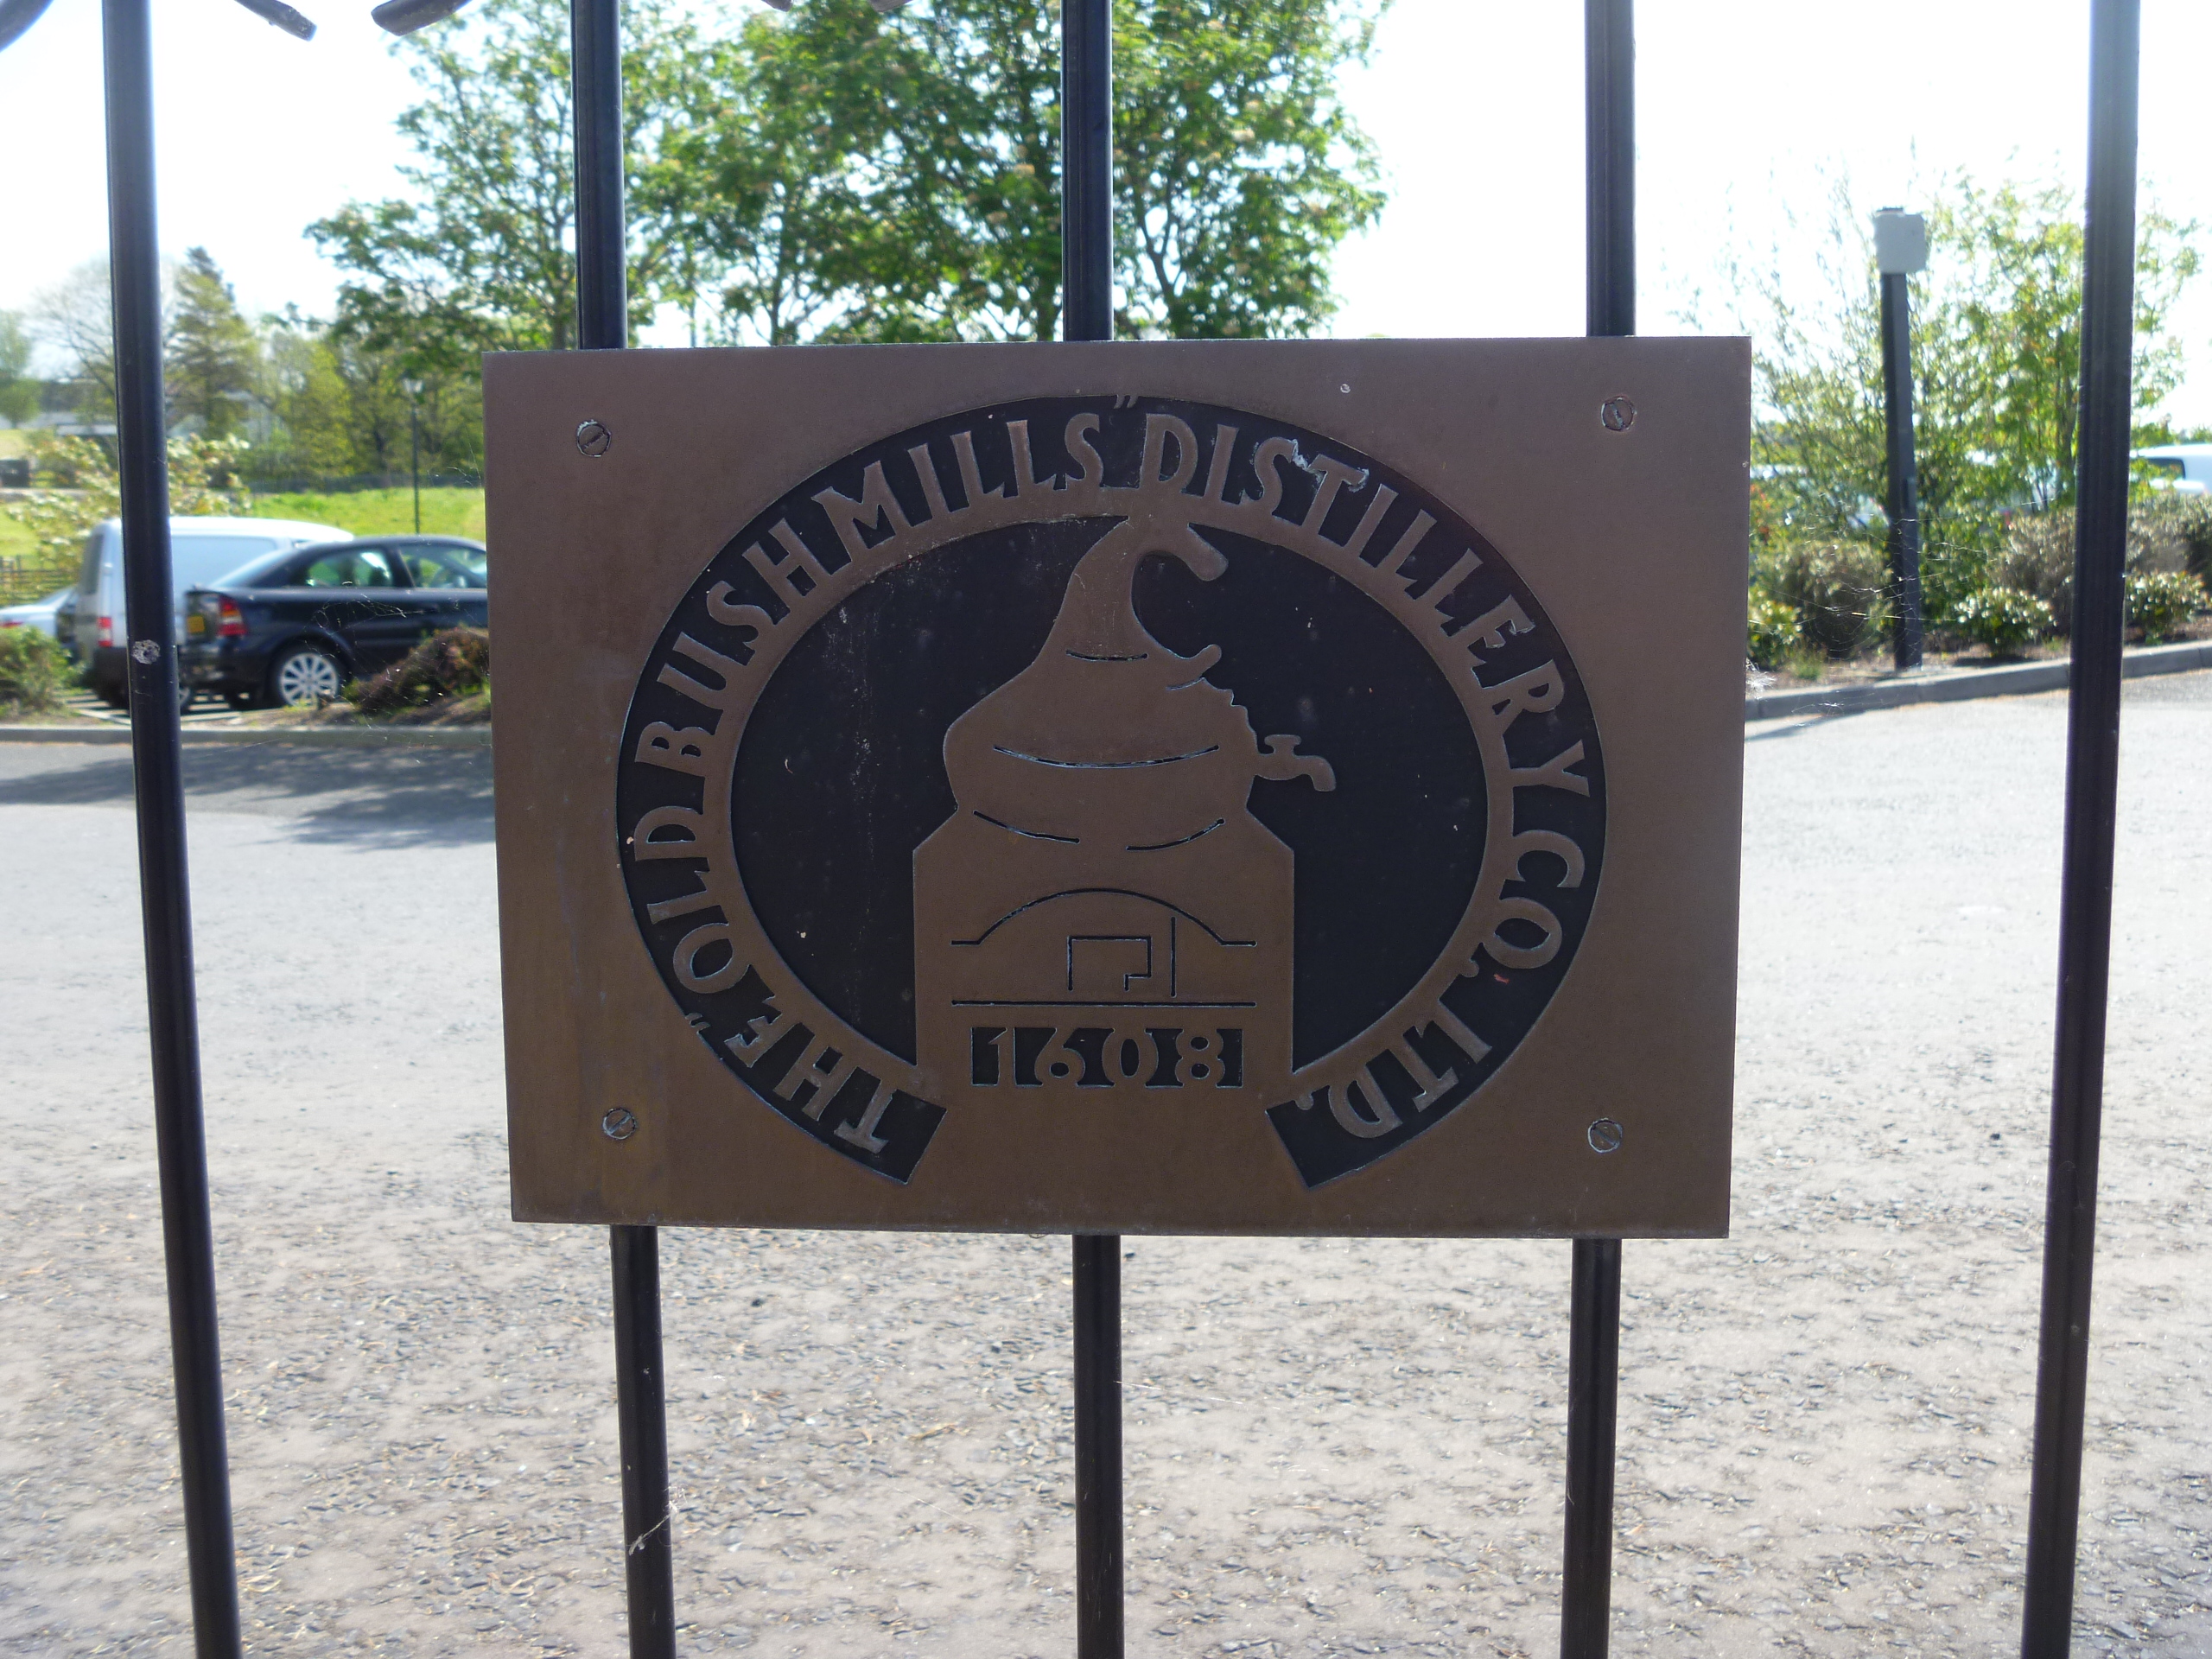 THE "OLD BUSHMILLS" DISTILLERY CO. LTD.
1608